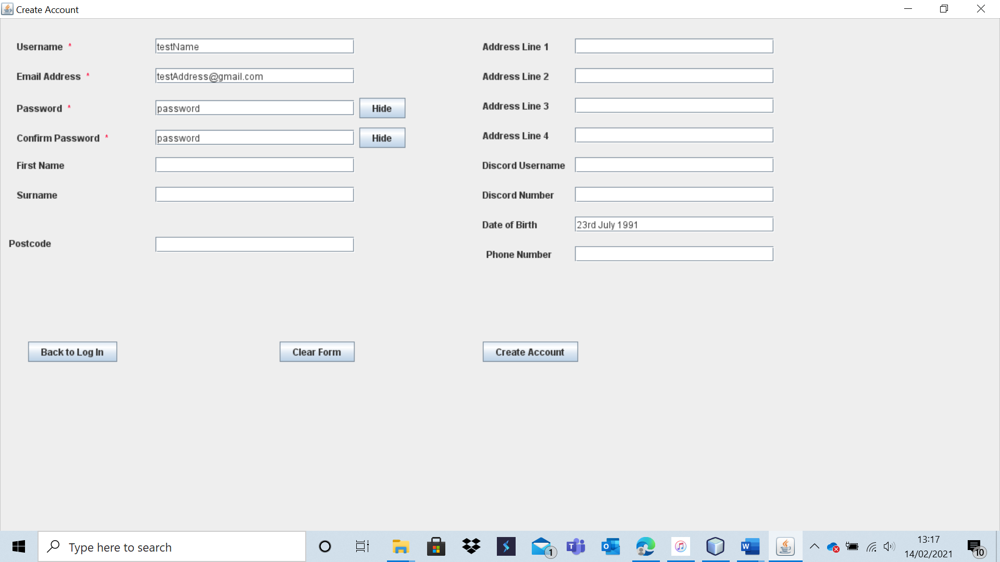 Create Account
Username *
testName
Email Address *
testAddress@gmail.com
Password *
password
Hide
Confirm Password *
password
Hide
First Name
Surname
Postcode
Address Line 1
Address Line 2
Address Line 3
Address Line 4
Discord Username
Discord Number
Date of Birth
23rd July 1991
Phone Number
Back to Log In
Clear Form
Create Account
Type here to search
1
13:17
14/02/2021
10